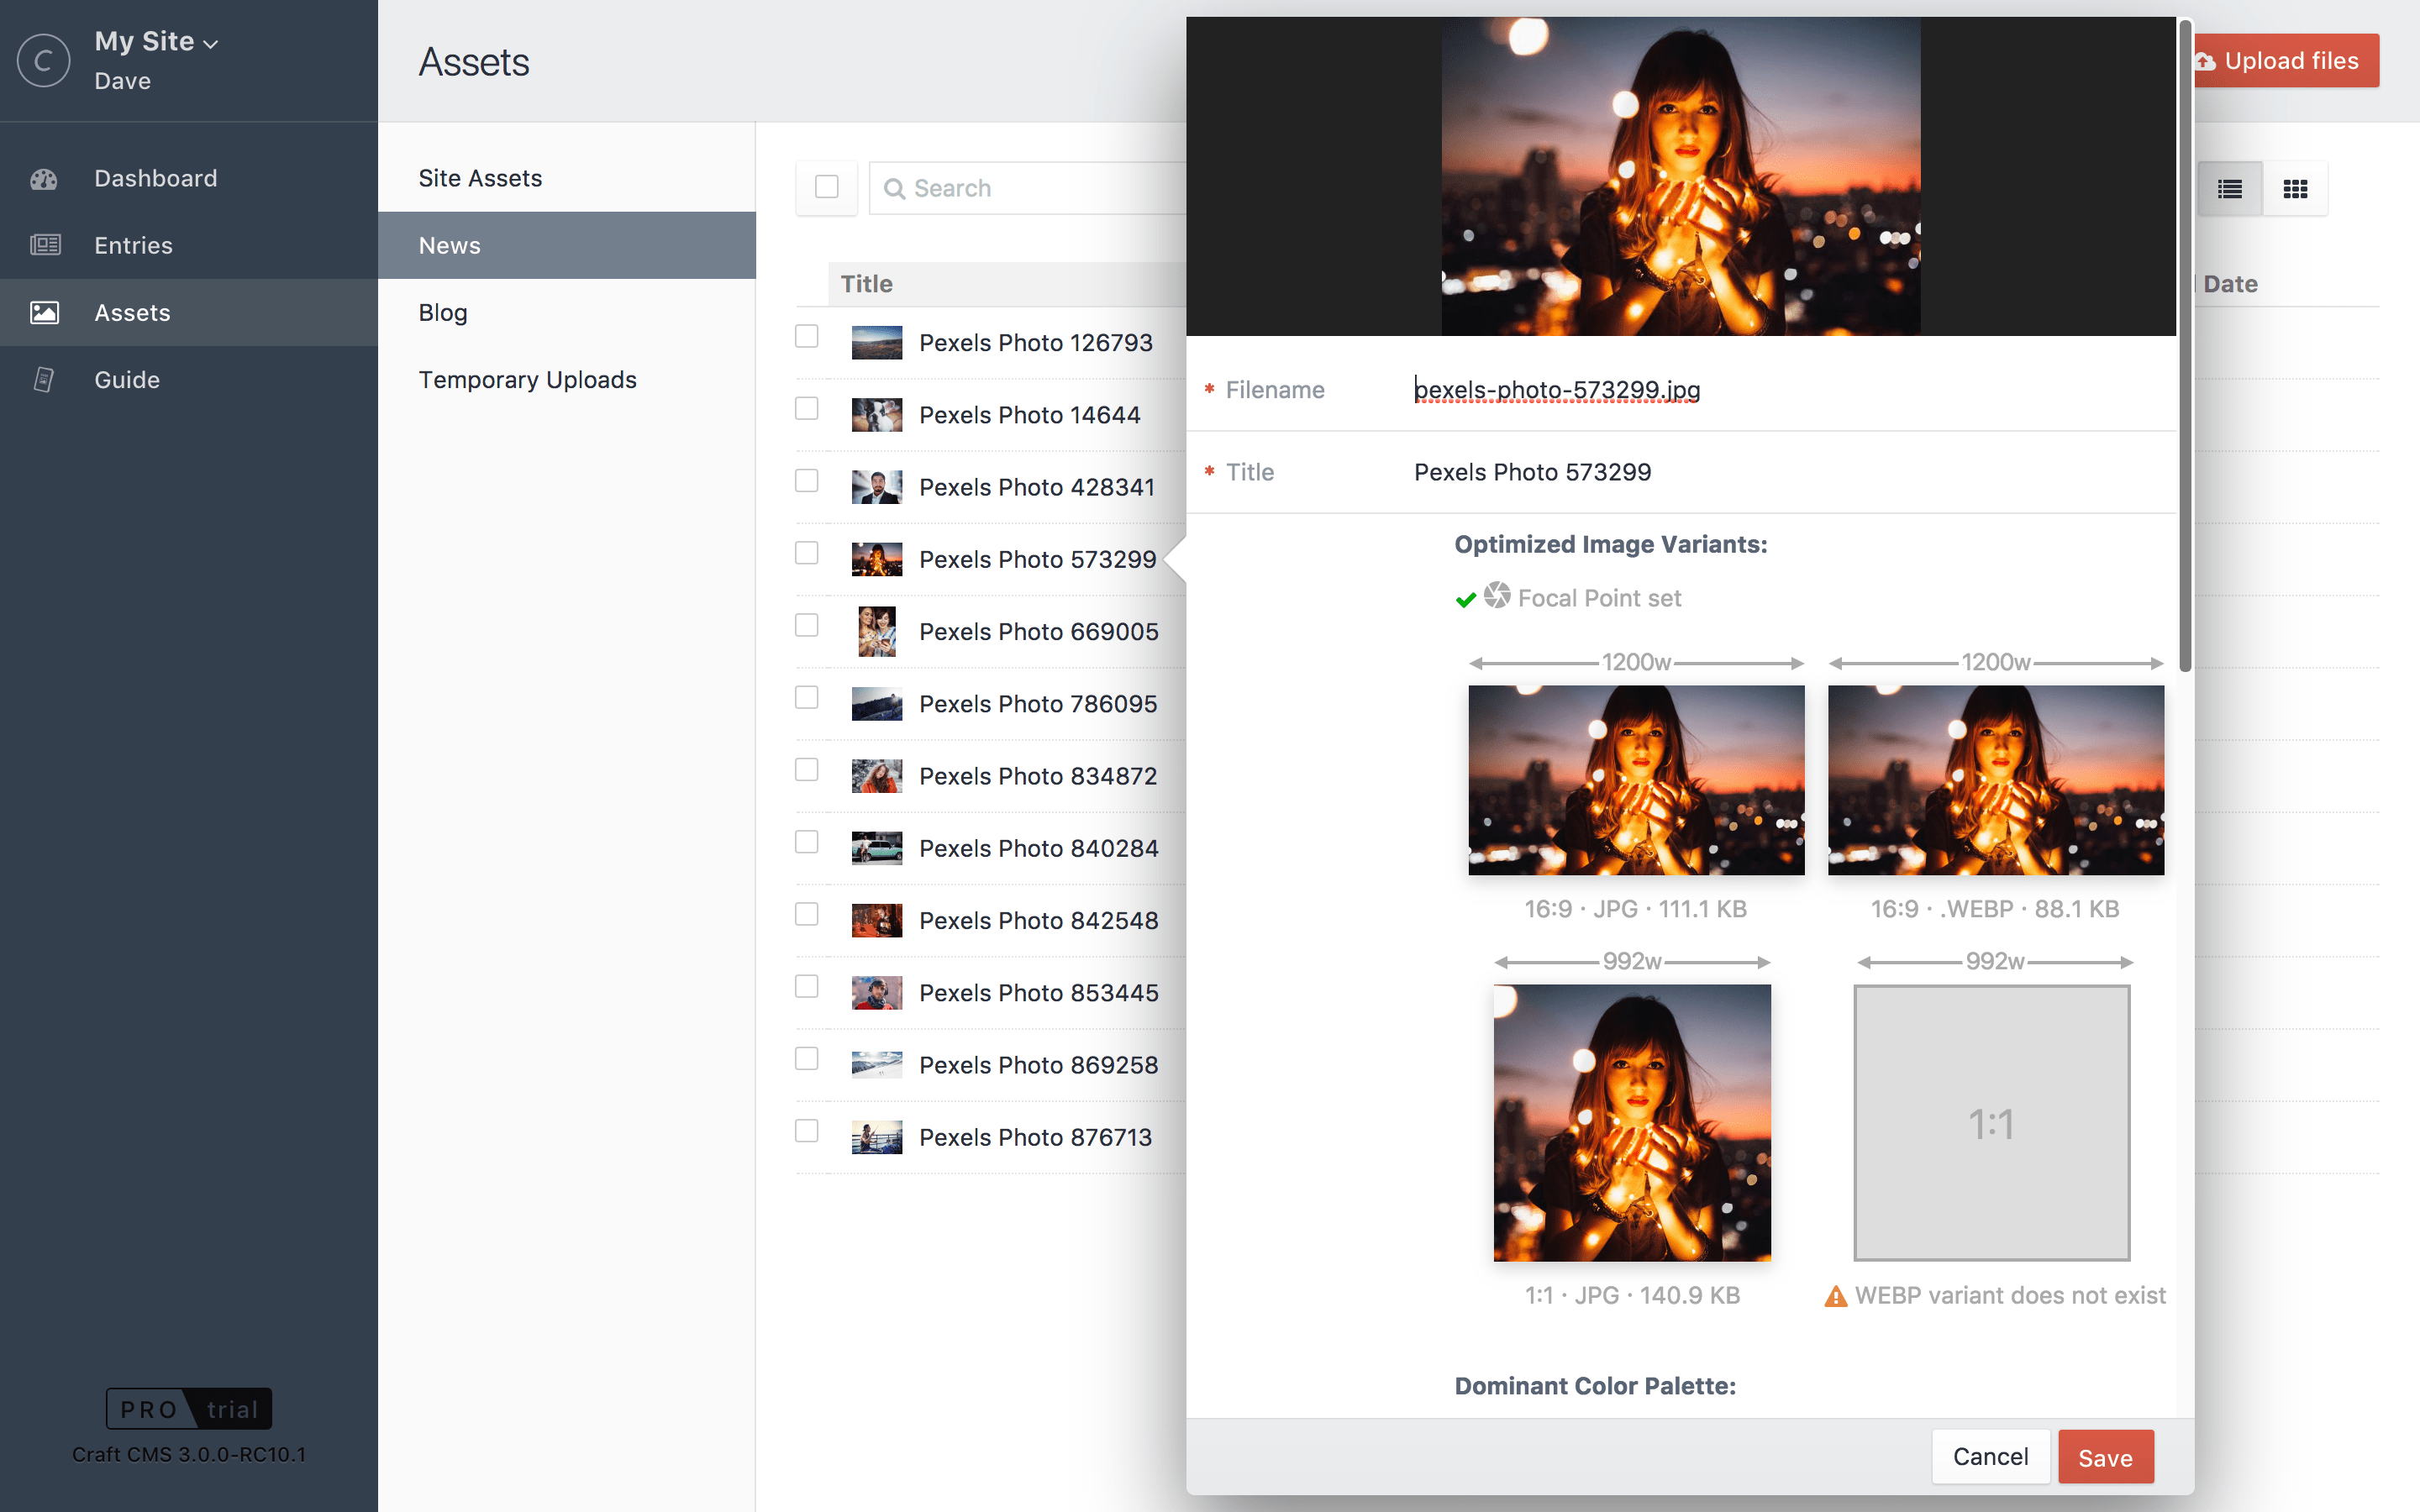 C
My Site
Dave
Dashboard
Entries
Assets
Guide
PRO trial
Craft CMS 3.0.0-RC10.1
Assets
Upload files
Site Assets
News
Blog
Temporary Uploads
Search
Title
Date
Pexels Photo 126793
Pexels Photo 14644
Pexels Photo 428341
Pexels Photo 573299
Pexels Photo 669005
Pexels Photo 786095
Pexels Photo 834872
Pexels Photo 840284
Pexels Photo 842548
Pexels Photo 853445
Pexels Photo 869258
Pexels Photo 876713
* Filename pexels-photo-573299.jpg
* Title Pexels Photo 573299
Optimized Image Variants:
Focal Point set
1200w 1200w
16:9 · JPG · 111.1 KB 16:9 · .WEBP · 88.1 KB
992w 992w
1:1
1:1 · JPG · 140.9 KB WEBP variant does not exist
Dominant Color Palette:
Cancel Save